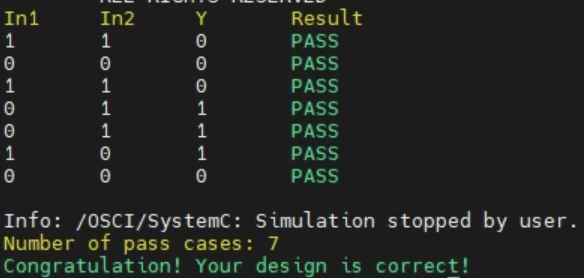 ALL RIGHTS RESERVED
In1 In2 Y Result
1 1 0 PASS
0 0 0 PASS
1 1 0 PASS
0 1 1 PASS
0 1 1 PASS
1 0 1 PASS
0 0 0 PASS
Info: /OSCI/SystemC: Simulation stopped by user.
Number of pass cases: 7
Congratulation! Your design is correct!